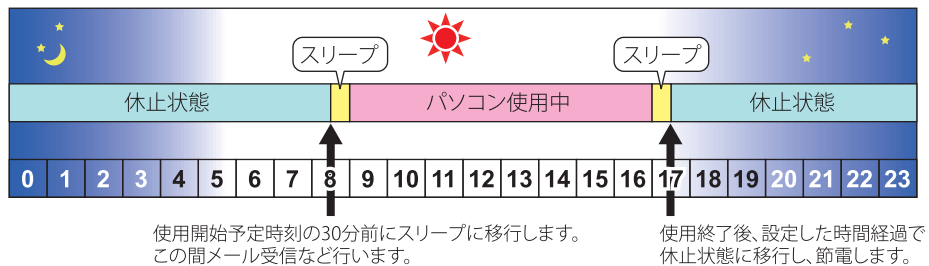 スリープ
スリープ
休止状態
パソコン使用中
休止状態
0 1 2 3 4 5 6 7 8 9 10 11 12 13 14 15 16 17 18 19 20 21 22 23
使用開始予定時刻の30分前にスリープに移行します。
この間メール受信など行います。
使用終了後、設定した時間経過で
休止状態に移行し、節電します。